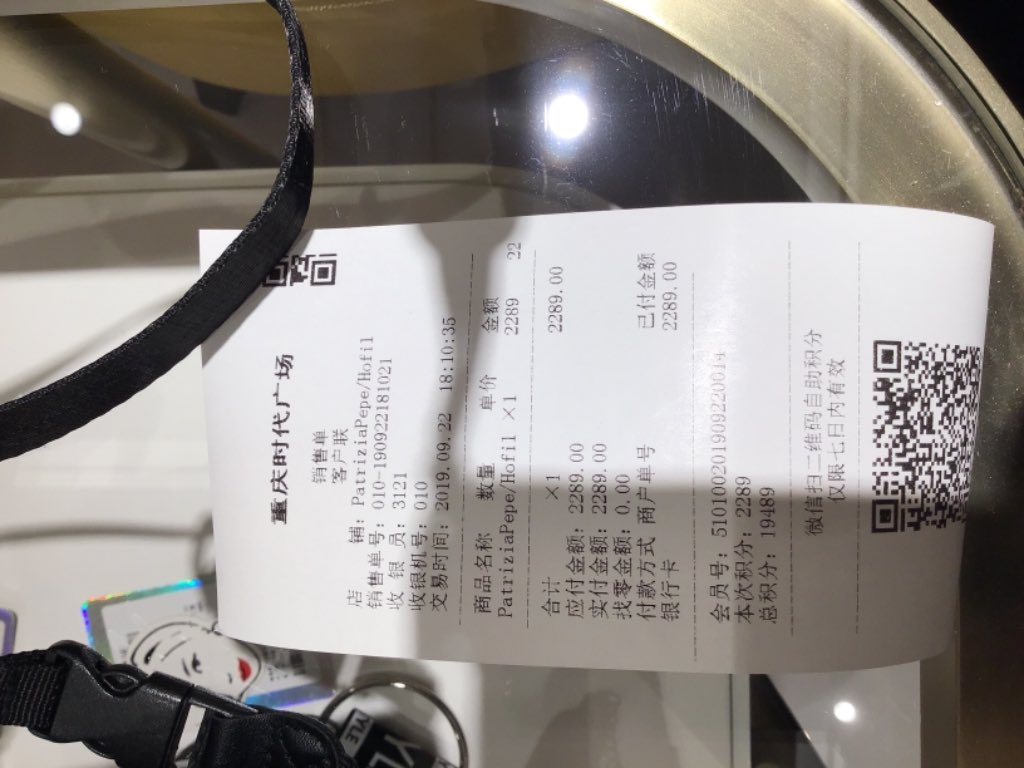 重庆时代广场
销售单
客户联
店 铺: PatriziaPepe/Hofil
销售单号: 010-190922181021
收 银 员: 3121
收银机号: 010
交易时间: 2019.09.22 18:10:35
商品名称 数量 单价 金额
PatriziaPepe/Hofil ×1 2289 22
合计 ×1 2289.00
应付金额: 2289.00
实付金额: 2289.00
找零金额: 0.00
付款方式 商户单号 已付金额
银行卡 2289.00
会员号: 510100201909220014
本次积分: 2289
总积分: 19489
微信扫二维码自助积分
仅限七日内有效